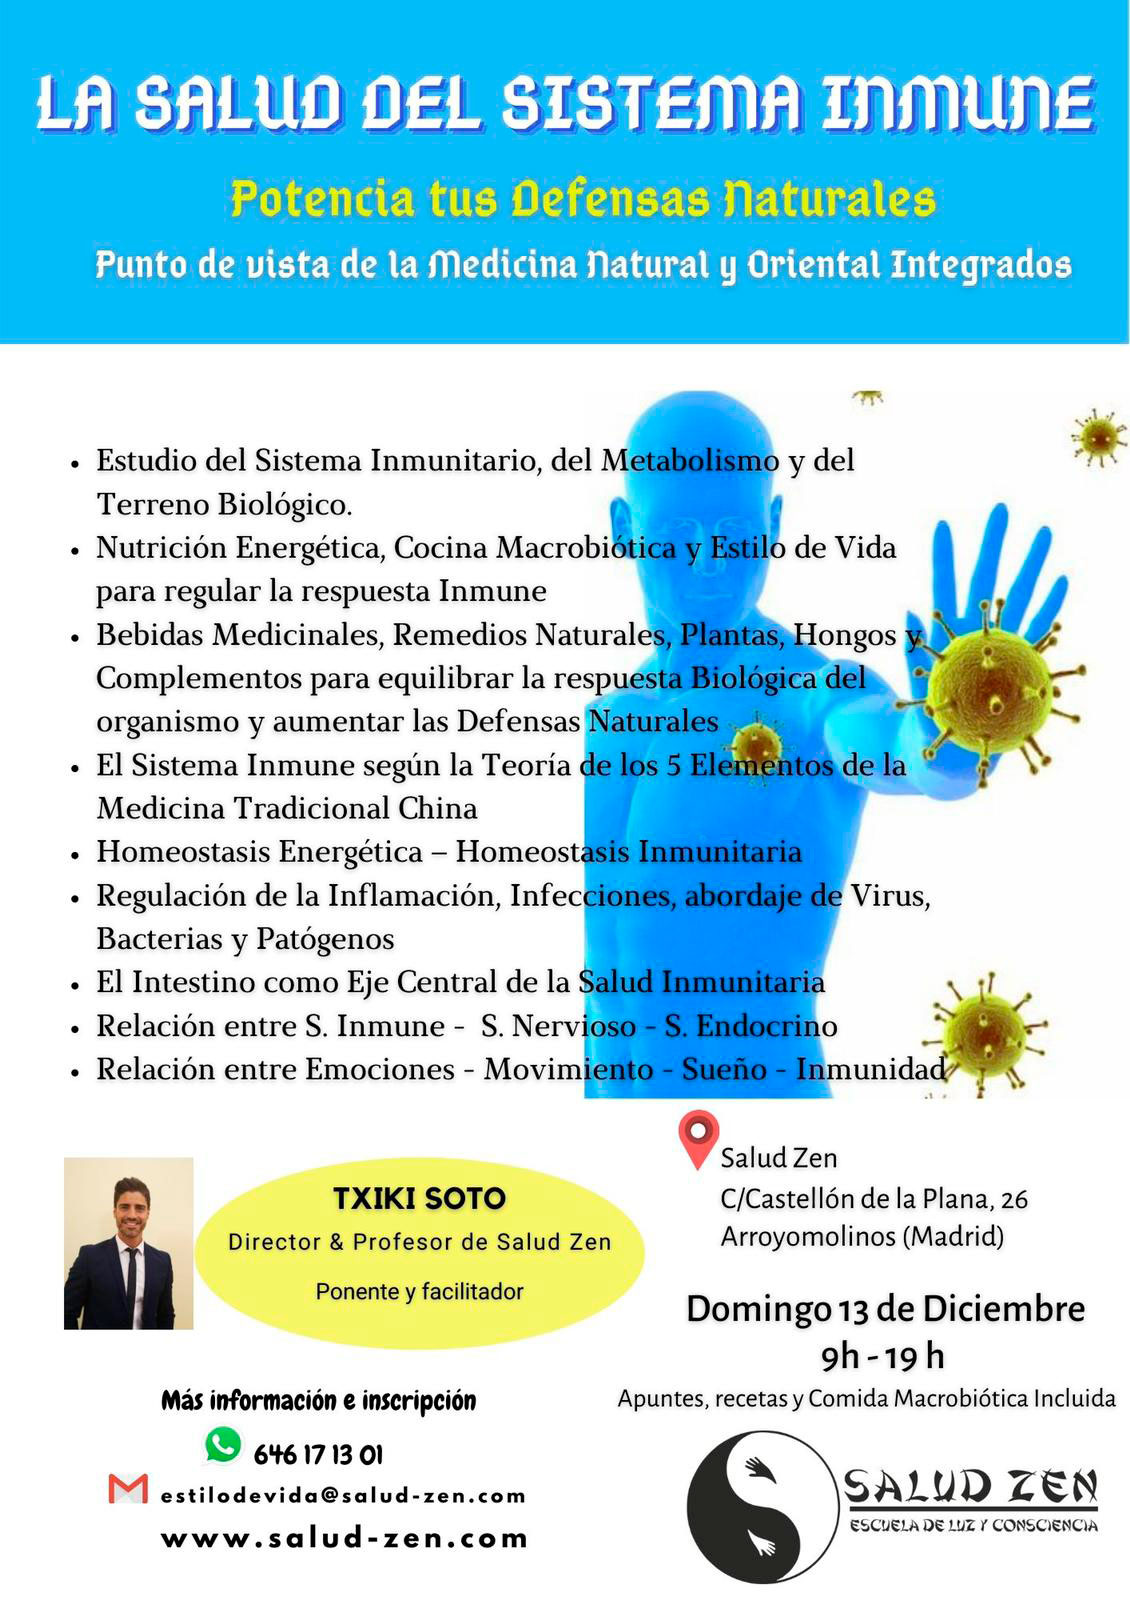 LA SALUD DEL SISTEMA INMUNE
Potencia tus Defensas Naturales
Punto de vista de la Medicina Natural y Oriental Integrados
• Estudio del Sistema Inmunitario, del Metabolismo y del
Terreno Biológico.
• Nutrición Energética, Cocina Macrobiótica y Estilo de Vida
para regular la respuesta Inmune
• Bebidas Medicinales, Remedios Naturales, Plantas, Hongos y
Complementos para equilibrar la respuesta Biológica del
organismo y aumentar las Defensas Naturales
• El Sistema Inmune según la Teoría de los 5 Elementos de la
Medicina Tradicional China
• Homeostasis Energética – Homeostasis Inmunitaria
• Regulación de la Inflamación, Infecciones, abordaje de Virus,
Bacterias y Patógenos
• El Intestino como Eje Central de la Salud Inmunitaria
• Relación entre S. Inmune - S. Nervioso - S. Endocrino
• Relación entre Emociones - Movimiento - Sueño - Inmunidad
TXIKI SOTO
Director & Profesor de Salud Zen
Ponente y facilitador
Salud Zen
C/Castellón de la Plana, 26
Arroyomolinos (Madrid)
Domingo 13 de Diciembre
9h - 19 h
Apuntes, recetas y Comida Macrobiótica Incluida
Más información e inscripción
646 17 13 01
estilodevida@salud-zen.com
www.salud-zen.com
SALUD ZEN
ESCUELA DE LUZ Y CONSCIENCIA